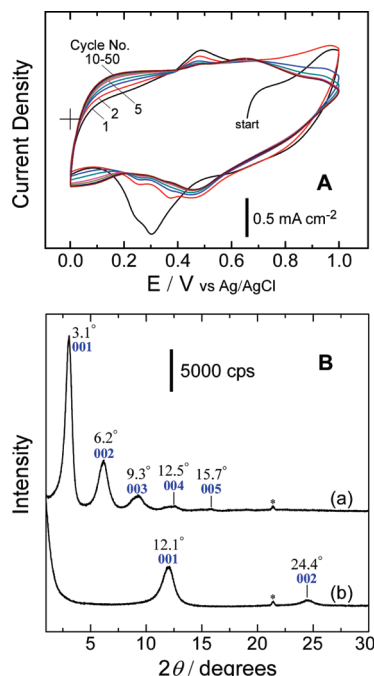 Current Density
Cycle No.
10-50
5
2
1
start
A
0.5 mA cm⁻²
0.0 0.2 0.4 0.6 0.8 1.0
E / V vs Ag/AgCl
Intensity
3.1°
001
5000 cps
B
6.2°
002
9.3°
003
12.5°
004
15.7°
005
*
(a)
12.1°
001
24.4°
002
*
(b)
5 10 15 20 25 30
2θ / degrees